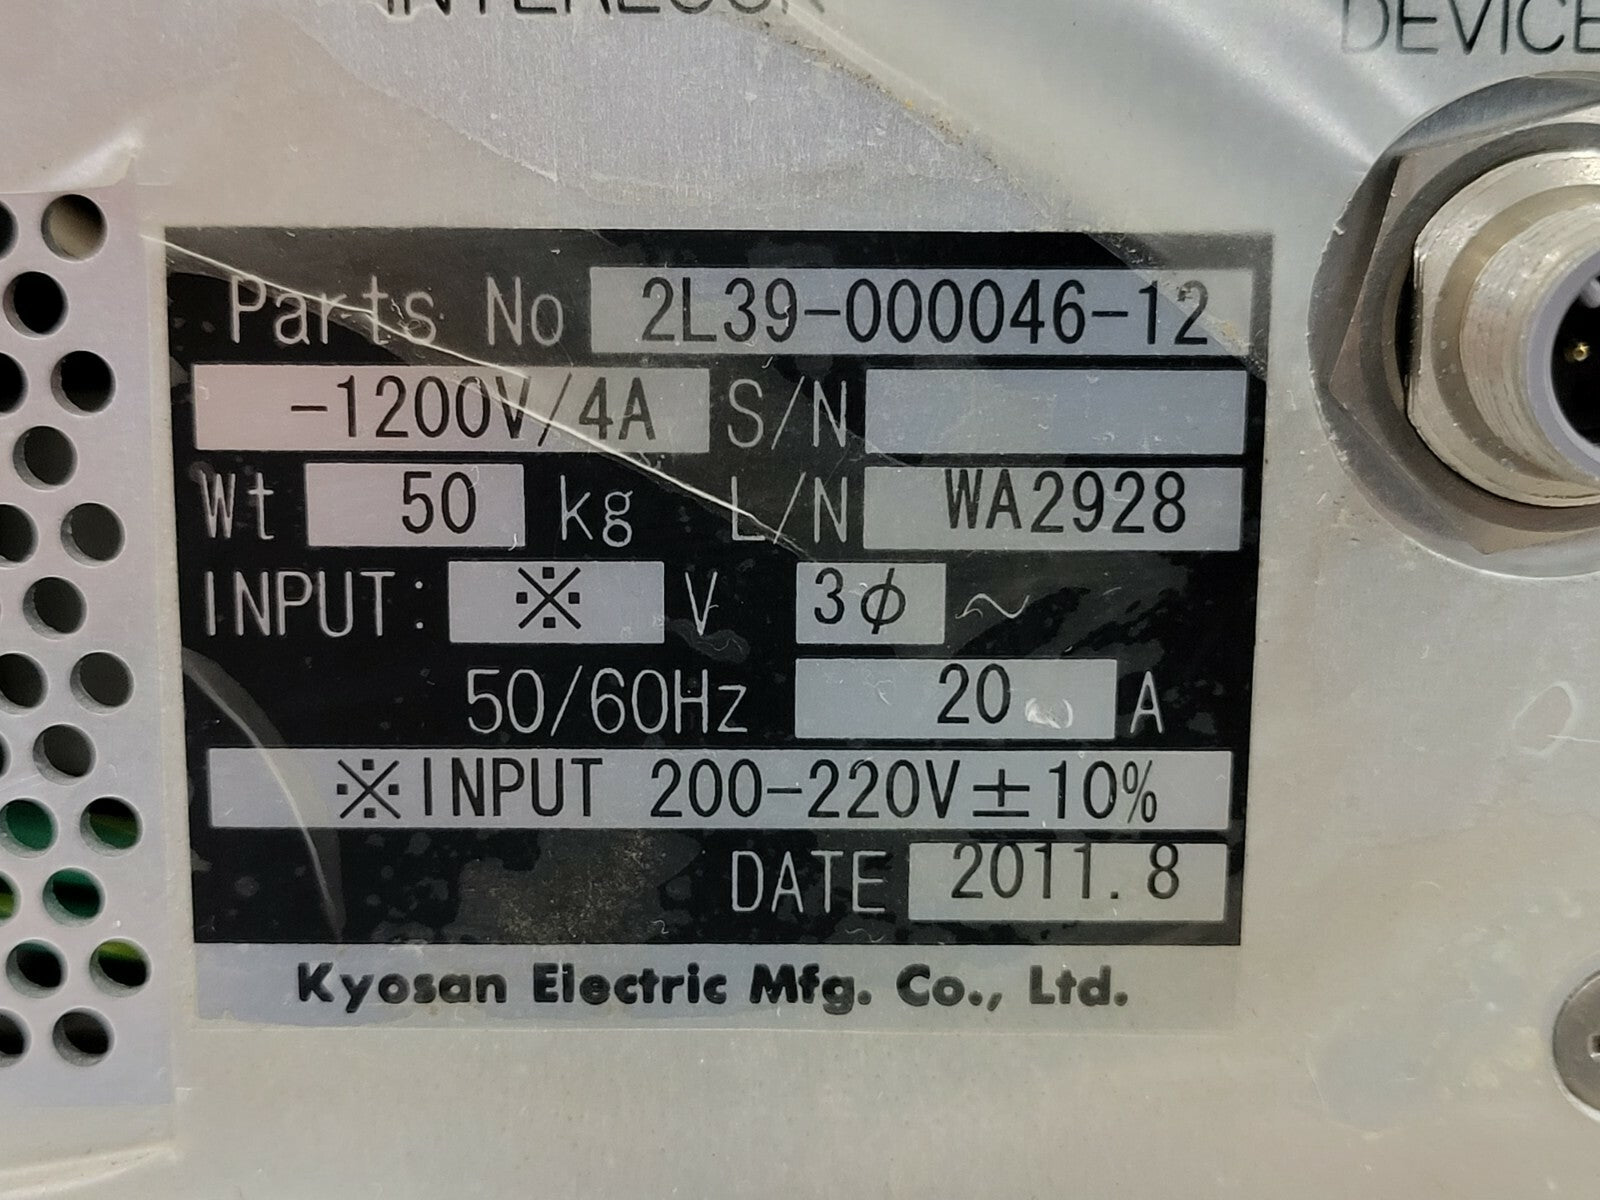 INTERLOCK
DEVICE
Parts No 2L39-000046-12
-1200V/4A S/N
Wt 50 kg L/N WA2928
INPUT: ※ V 3φ ~
50/60Hz 20 A
※INPUT 200-220V±10%
DATE 2011.8
Kyosan Electric Mfg. Co., Ltd.